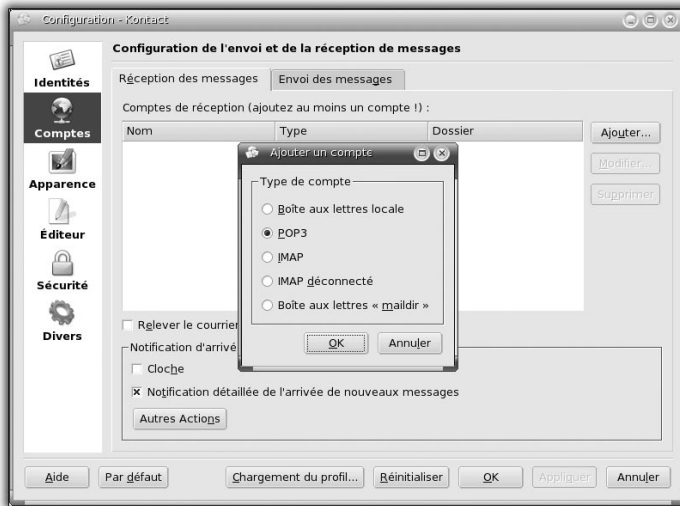 Configuration - Kontact
Configuration de l'envoi et de la réception de messages
Identités
Comptes
Apparence
Éditeur
Sécurité
Divers
Réception des messages
Envoi des messages
Comptes de réception (ajoutez au moins un compte !) :
Nom Type Dossier
Ajouter...
Modifier...
Supprimer
Ajouter un compte
Type de compte
Boîte aux lettres locale
POP3
IMAP
IMAP déconnecté
Boîte aux lettres « maildir »
OK Annuler
Relever le courrier
Notification d'arrivé
Cloche
Notification détaillée de l'arrivée de nouveaux messages
Autres Actions
Aide Par défaut Chargement du profil... Réinitialiser OK Appliquer Annuler